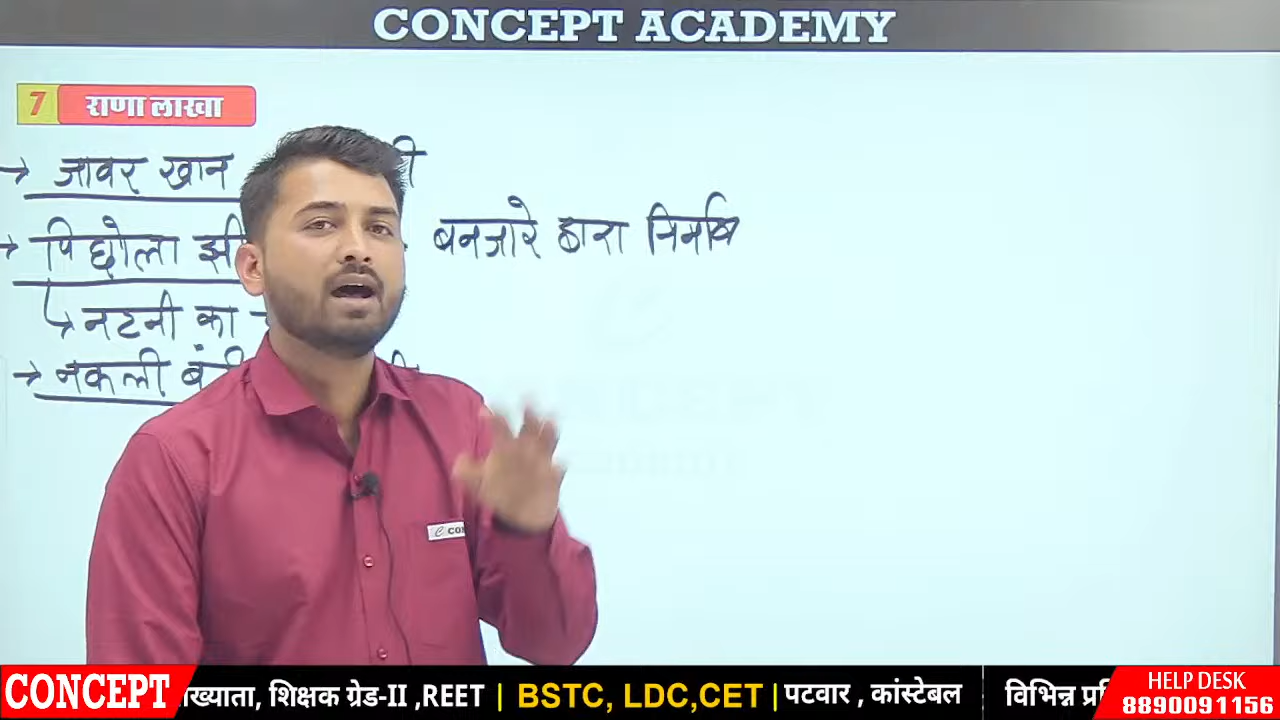 CONCEPT ACADEMY
7 राणा लाखा
→ जावर खान
→ पिछोला बनजारे द्वारा
↳ नटनी का
→ नकली
CONCEPT
शिक्षक ग्रेड-II ,REET | BSTC, LDC,CET | पटवार , कांस्टेबल
HELP DESK
8890091156